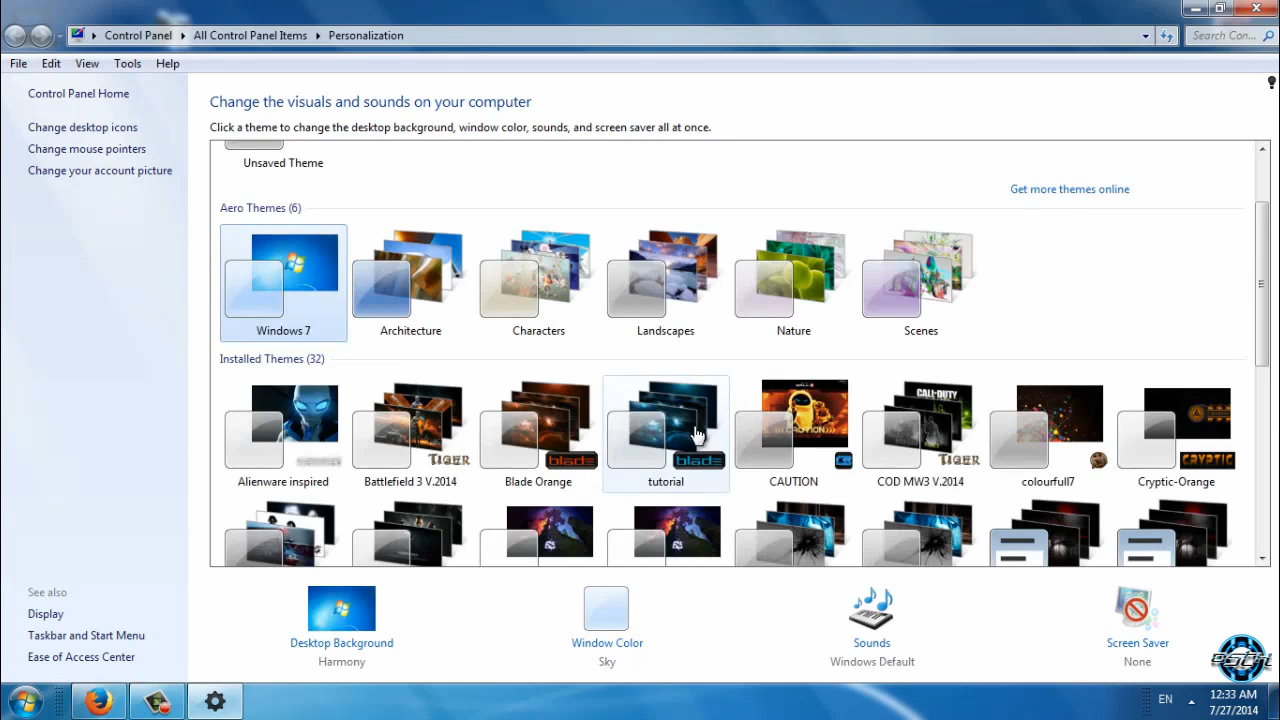 Control Panel
All Control Panel Items
Personalization
Search Con...
File
Edit
View
Tools
Help
Control Panel Home
Change desktop icons
Change mouse pointers
Change your account picture
Change the visuals and sounds on your computer
Click a theme to change the desktop background, window color, sounds, and screen saver all at once.
Unsaved Theme
Get more themes online
Aero Themes (6)
Windows 7
Architecture
Characters
Landscapes
Nature
Scenes
Installed Themes (32)
CAUTION
CALL OF DUTY
TIGER
blade
blade
TIGER
CRYPTIC
Alienware inspired
Battlefield 3 V.2014
Blade Orange
tutorial
CAUTION
COD MW3 V.2014
colourfull7
Cryptic-Orange
See also
Display
Taskbar and Start Menu
Ease of Access Center
Desktop Background
Harmony
Window Color
Sky
Sounds
Windows Default
Screen Saver
None
EN
12:33 AM
7/27/2014